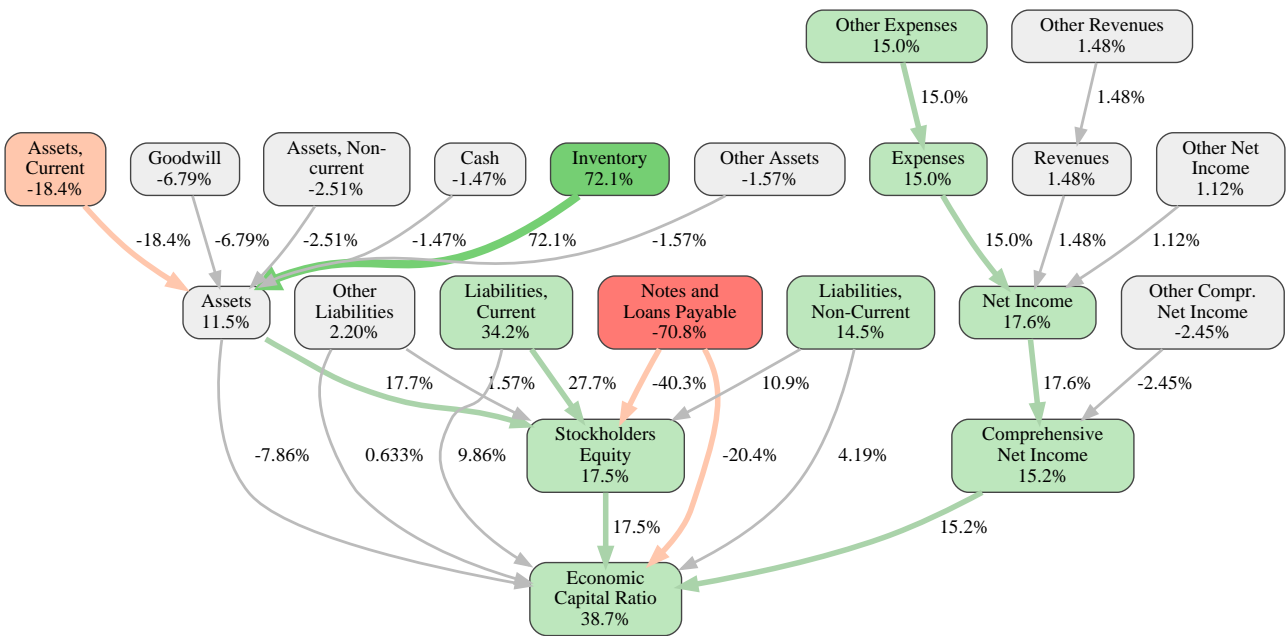 Other Expenses
15.0%
Other Revenues
1.48%
15.0%
1.48%
Assets,
Current
-18.4%
Goodwill
-6.79%
Assets, Non-
current
-2.51%
Cash
-1.47%
Inventory
72.1%
Other Assets
-1.57%
Expenses
15.0%
Revenues
1.48%
Other Net
Income
1.12%
-18.4%
-6.79%
-2.51%
-1.47%
72.1%
-1.57%
15.0%
1.48%
1.12%
Assets
11.5%
Other
Liabilities
2.20%
Liabilities,
Current
34.2%
Notes and
Loans Payable
-70.8%
Liabilities,
Non-Current
14.5%
Net Income
17.6%
Other Compr.
Net Income
-2.45%
17.7%
1.57%
27.7%
-40.3%
10.9%
17.6%
-2.45%
Stockholders
Equity
17.5%
Comprehensive
Net Income
15.2%
-7.86%
0.633%
9.86%
-20.4%
4.19%
17.5%
15.2%
Economic
Capital Ratio
38.7%